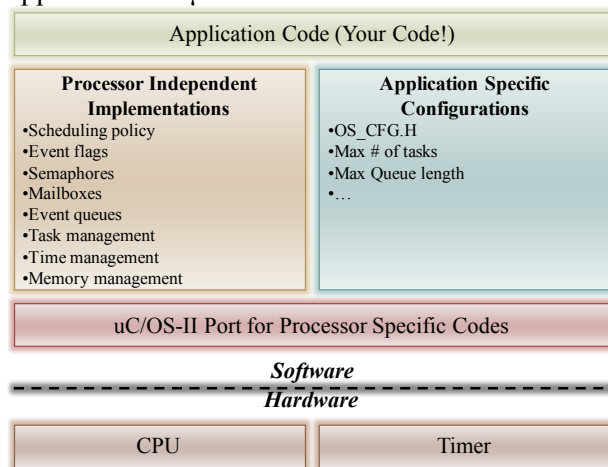 Application Code (Your Code!)
Processor Independent
Implementations
•Scheduling policy
•Event flags
•Semaphores
•Mailboxes
•Event queues
•Task management
•Time management
•Memory management
Application Specific
Configurations
•OS_CFG.H
•Max # of tasks
•Max Queue length
•…
uC/OS-II Port for Processor Specific Codes
Software
Hardware
CPU
Timer